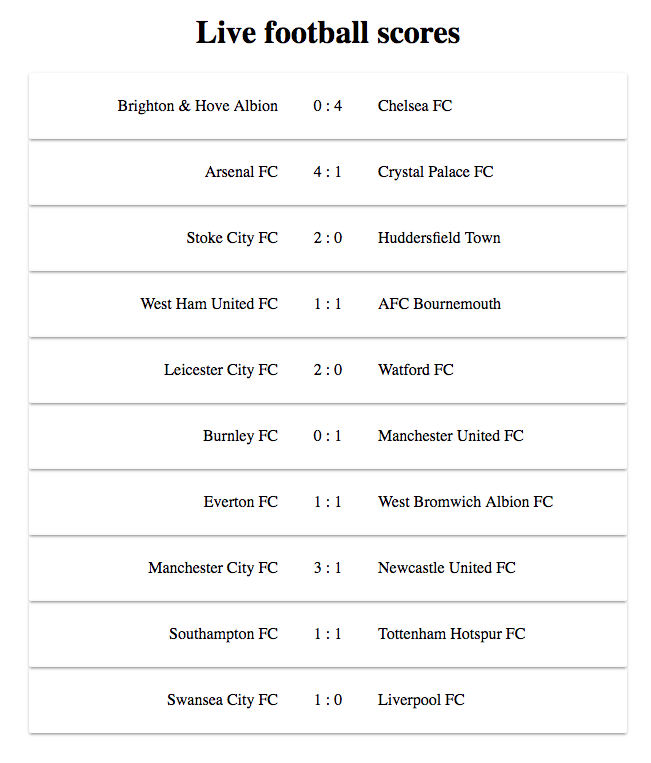 Live football scores
Brighton & Hove Albion 0 : 4 Chelsea FC
Arsenal FC 4 : 1 Crystal Palace FC
Stoke City FC 2 : 0 Huddersfield Town
West Ham United FC 1 : 1 AFC Bournemouth
Leicester City FC 2 : 0 Watford FC
Burnley FC 0 : 1 Manchester United FC
Everton FC 1 : 1 West Bromwich Albion FC
Manchester City FC 3 : 1 Newcastle United FC
Southampton FC 1 : 1 Tottenham Hotspur FC
Swansea City FC 1 : 0 Liverpool FC